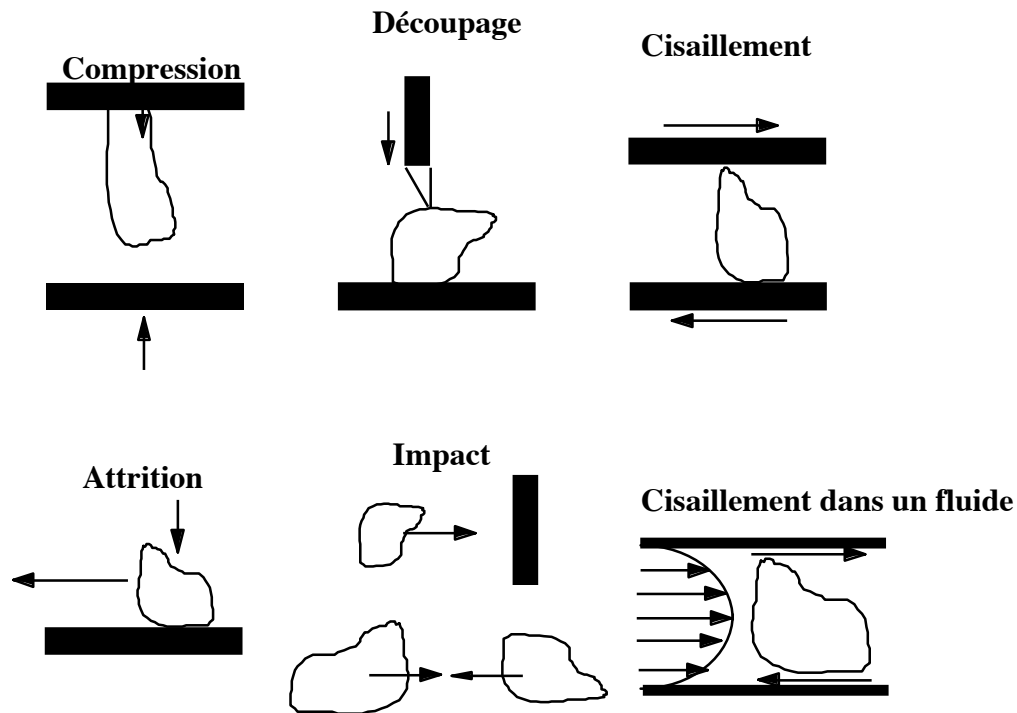 Compression
Découpage
Cisaillement
Attrition
Impact
Cisaillement dans un fluide